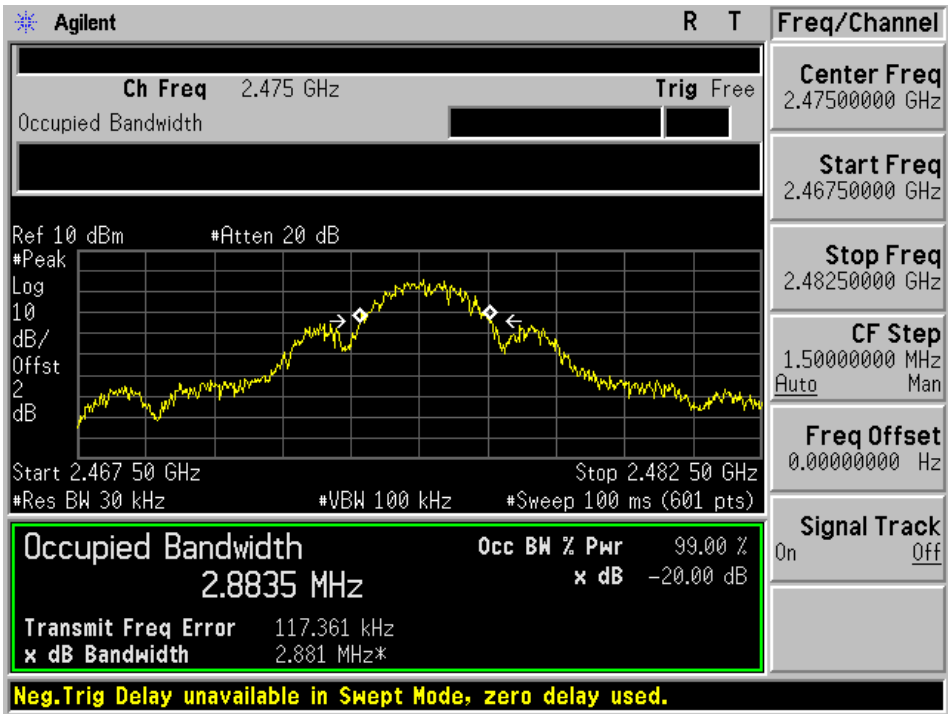 Agilent R T
Ch Freq 2.475 GHz Trig Free
Occupied Bandwidth
Ref 10 dBm #Atten 20 dB
#Peak
Log
10
dB/
Offst
2
dB
Start 2.467 50 GHz Stop 2.482 50 GHz
#Res BW 30 kHz #VBW 100 kHz #Sweep 100 ms (601 pts)
Occupied Bandwidth Occ BW % Pwr 99.00 %
2.8835 MHz x dB -20.00 dB
Transmit Freq Error 117.361 kHz
x dB Bandwidth 2.881 MHz*
Neg.Trig Delay unavailable in Swept Mode, zero delay used.
Freq/Channel
Center Freq
2.47500000 GHz
Start Freq
2.46750000 GHz
Stop Freq
2.48250000 GHz
CF Step
1.50000000 MHz
Auto Man
Freq Offset
0.00000000 Hz
Signal Track
On Off